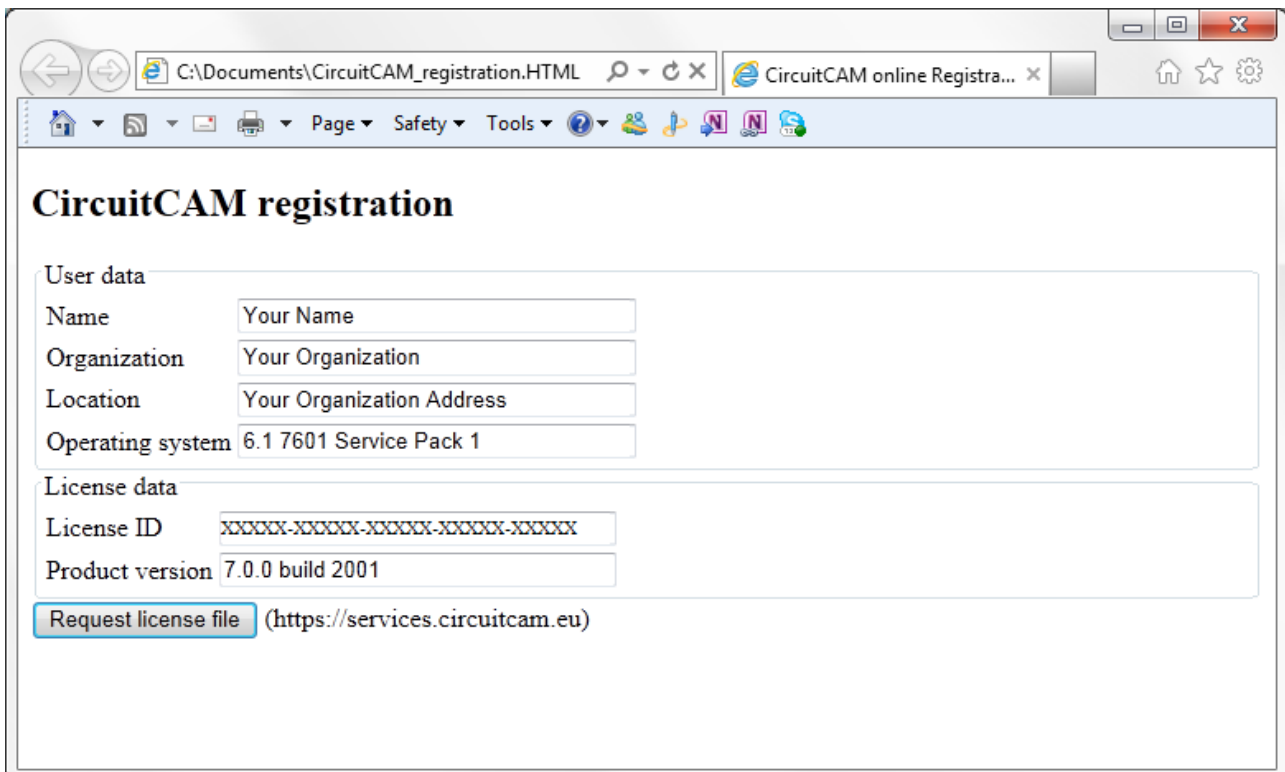 C:\Documents\CircuitCAM_registration.HTML
CircuitCAM online Registra...
Page Safety Tools
CircuitCAM registration
User data
Name Your Name
Organization Your Organization
Location Your Organization Address
Operating system 6.1 7601 Service Pack 1
License data
License ID XXXXX-XXXXX-XXXXX-XXXXX-XXXXX
Product version 7.0.0 build 2001
Request license file (https://services.circuitcam.eu)